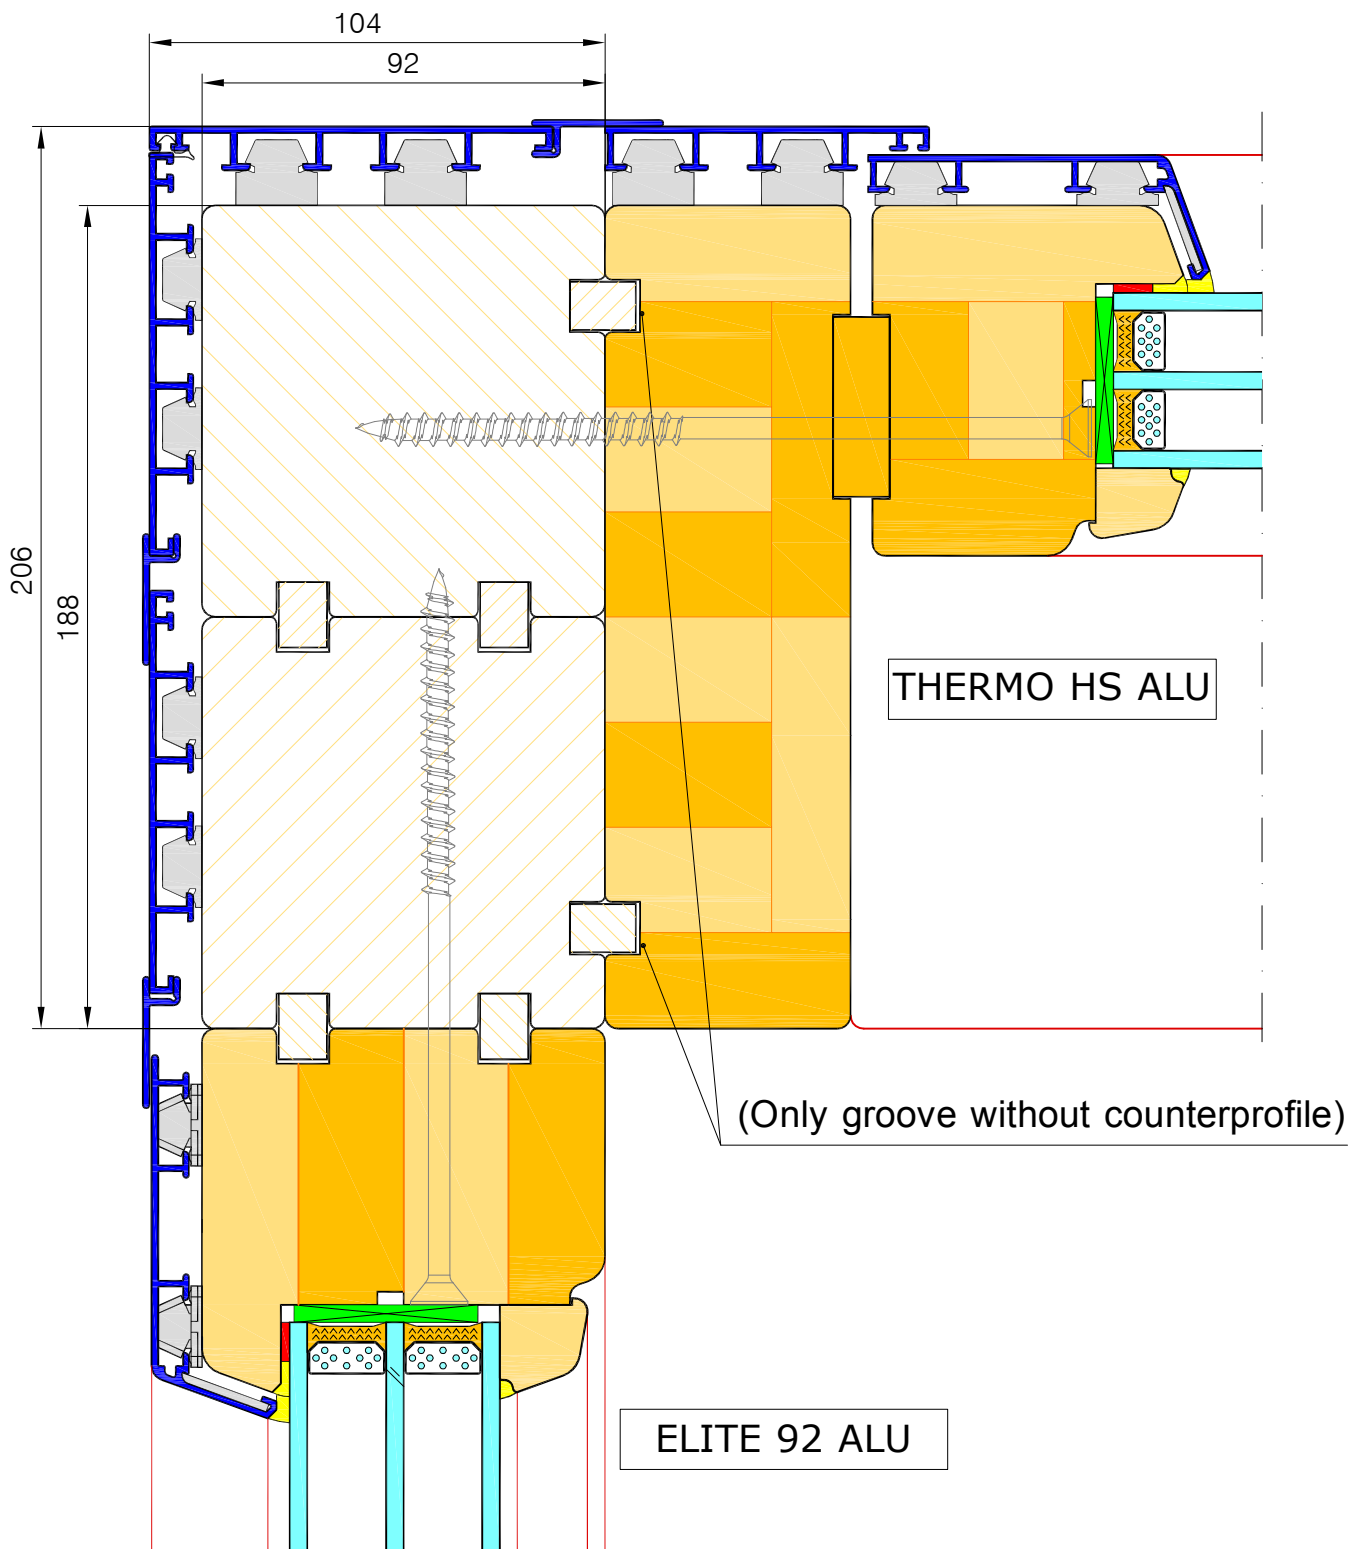 104
92
206
188
THERMO HS ALU
(Only groove without counterprofile)
ELITE 92 ALU